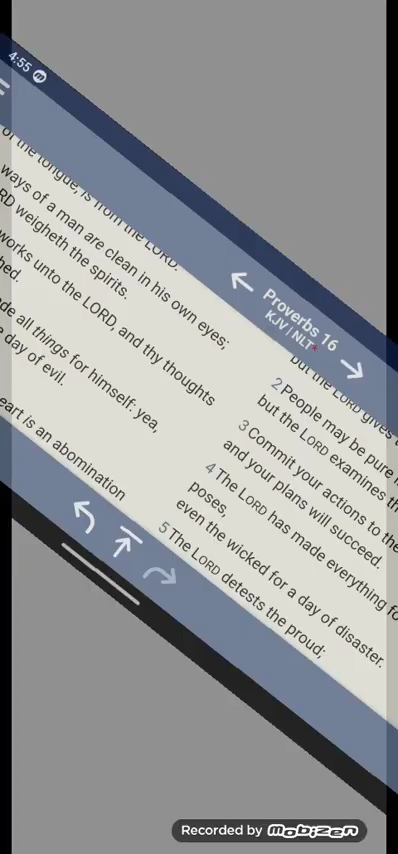 4:55
Proverbs 16
KJV | NLT*
of the tongue, is from the LORD.
ways of a man are clean in his own eyes;
RD weigheth the spirits.
works unto the LORD, and thy thoughts
hed.
de all things for himself: yea,
e day of evil.
eart is an abomination
but the LORD gives
2 People may be pure
but the LORD examines
3 Commit your actions to the
and your plans will succeed.
4 The LORD has made everything
poses,
even the wicked for a day of disaster.
5 The LORD detests the proud;
Recorded by mobizen